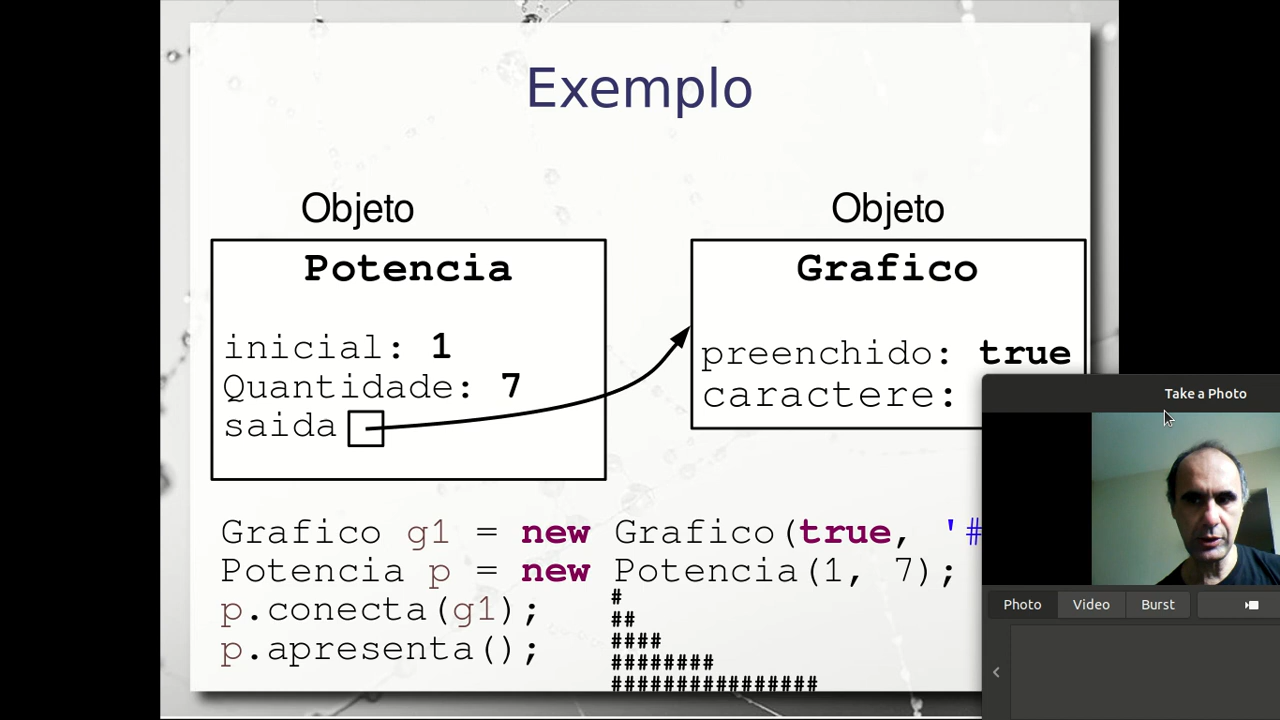 Exemplo
Objeto
Potencia
inicial: 1
Quantidade: 7
saida
Objeto
Grafico
preenchido: true
caractere:
Grafico g1 = new Grafico(true, '#
Potencia p = new Potencia(1, 7);
p.conecta(g1);
p.apresenta();
#
##
####
########
################
Take a Photo
Photo Video Burst